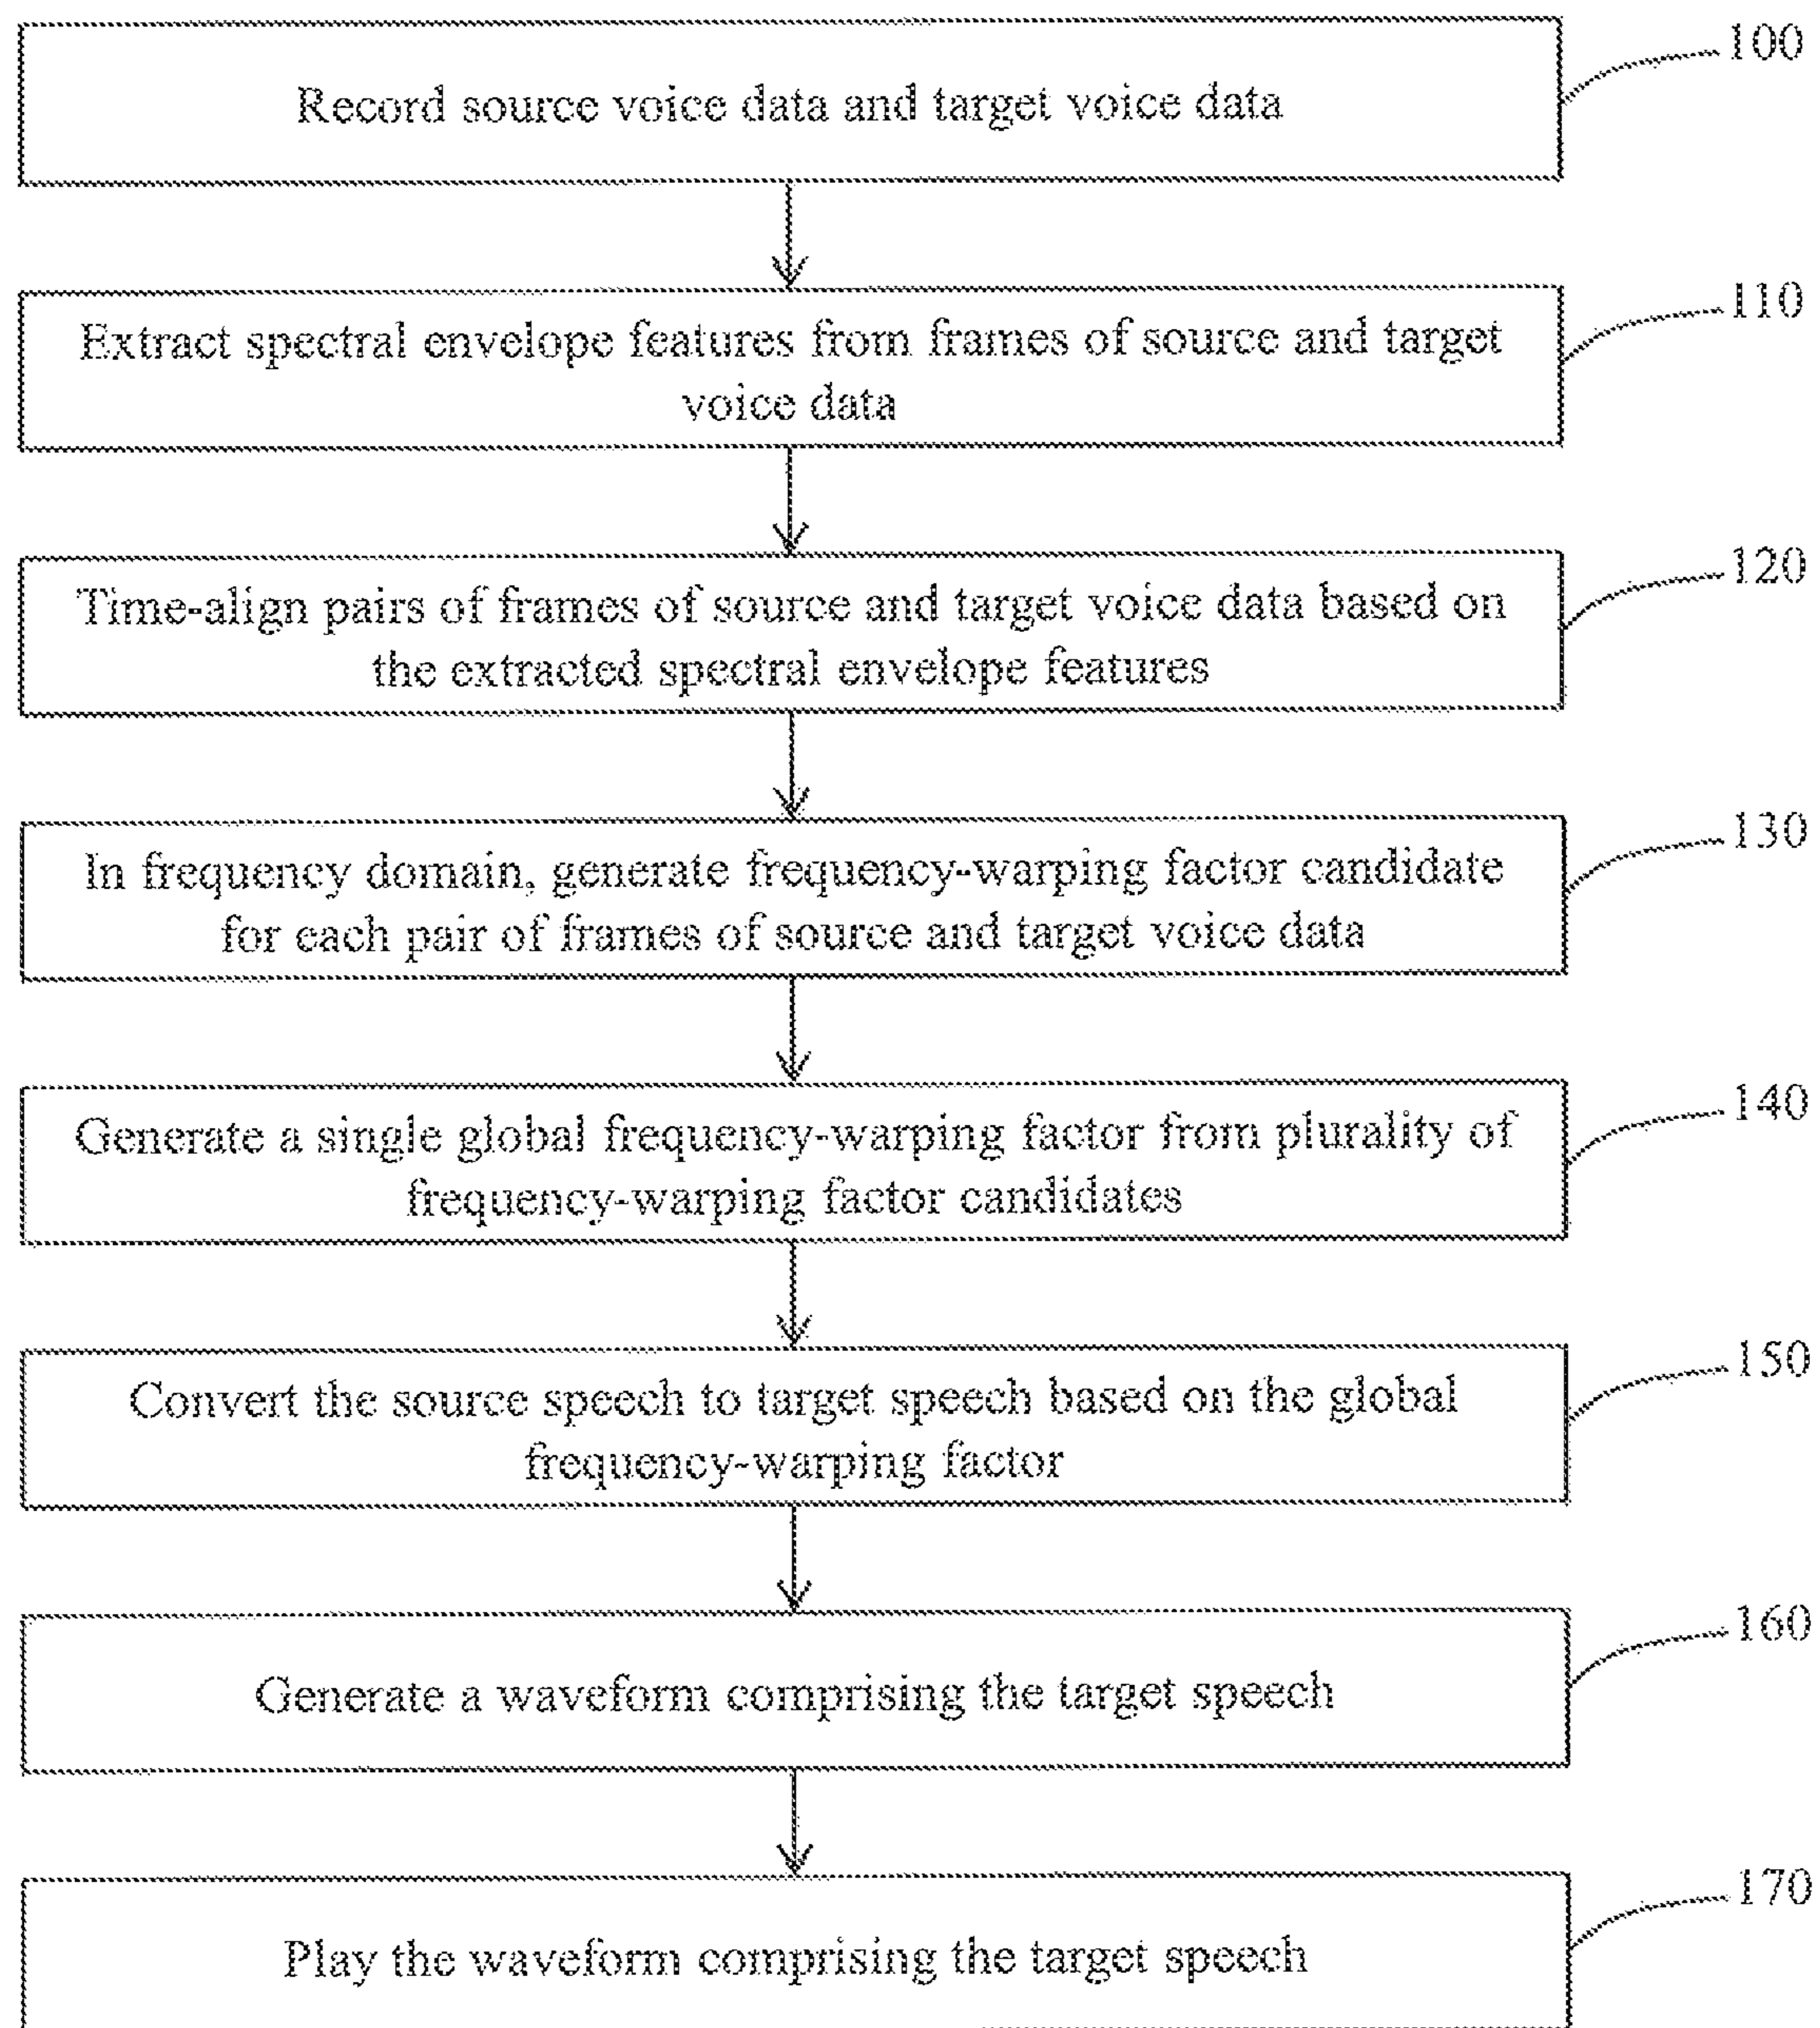 100
Record source voice data and target voice data
110
Extract spectral envelope features from frames of source and target
voice data
120
Time-align pairs of frames of source and target voice data based on
the extracted spectral envelope features
130
In frequency domain, generate frequency-warping factor candidate
for each pair of frames of source and target voice data
140
Generate a single global frequency-warping factor from plurality of
frequency-warping factor candidates
150
Convert the source speech to target speech based on the global
frequency-warping factor
160
Generate a waveform comprising the target speech
170
Play the waveform comprising the target speech